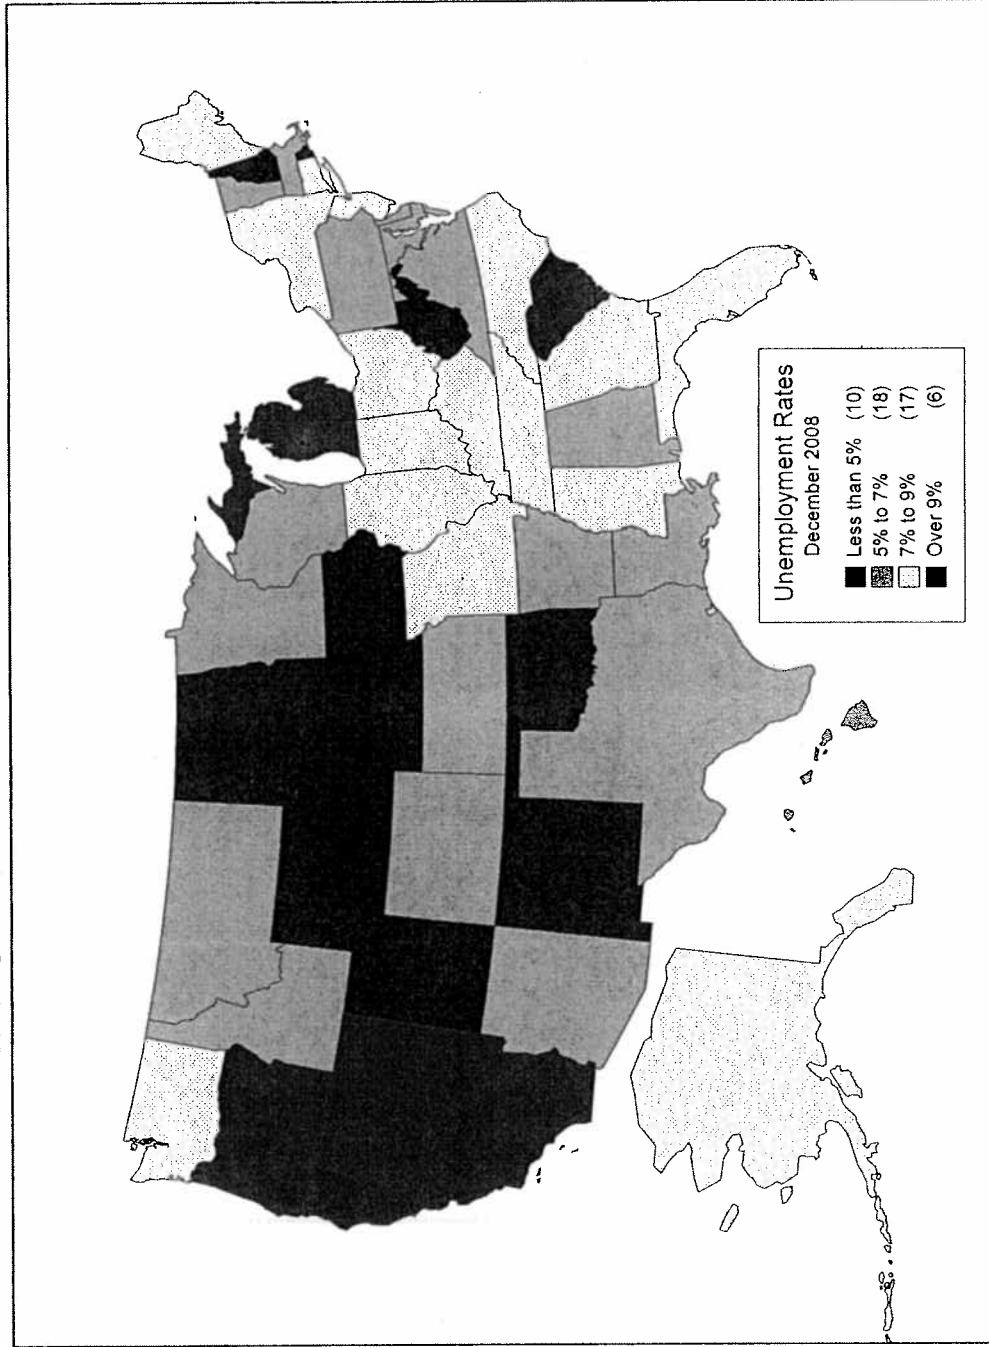 Unemployment Rates
December 2008
Less than 5% (10)
5% to 7% (18)
7% to 9% (17)
Over 9% (6)